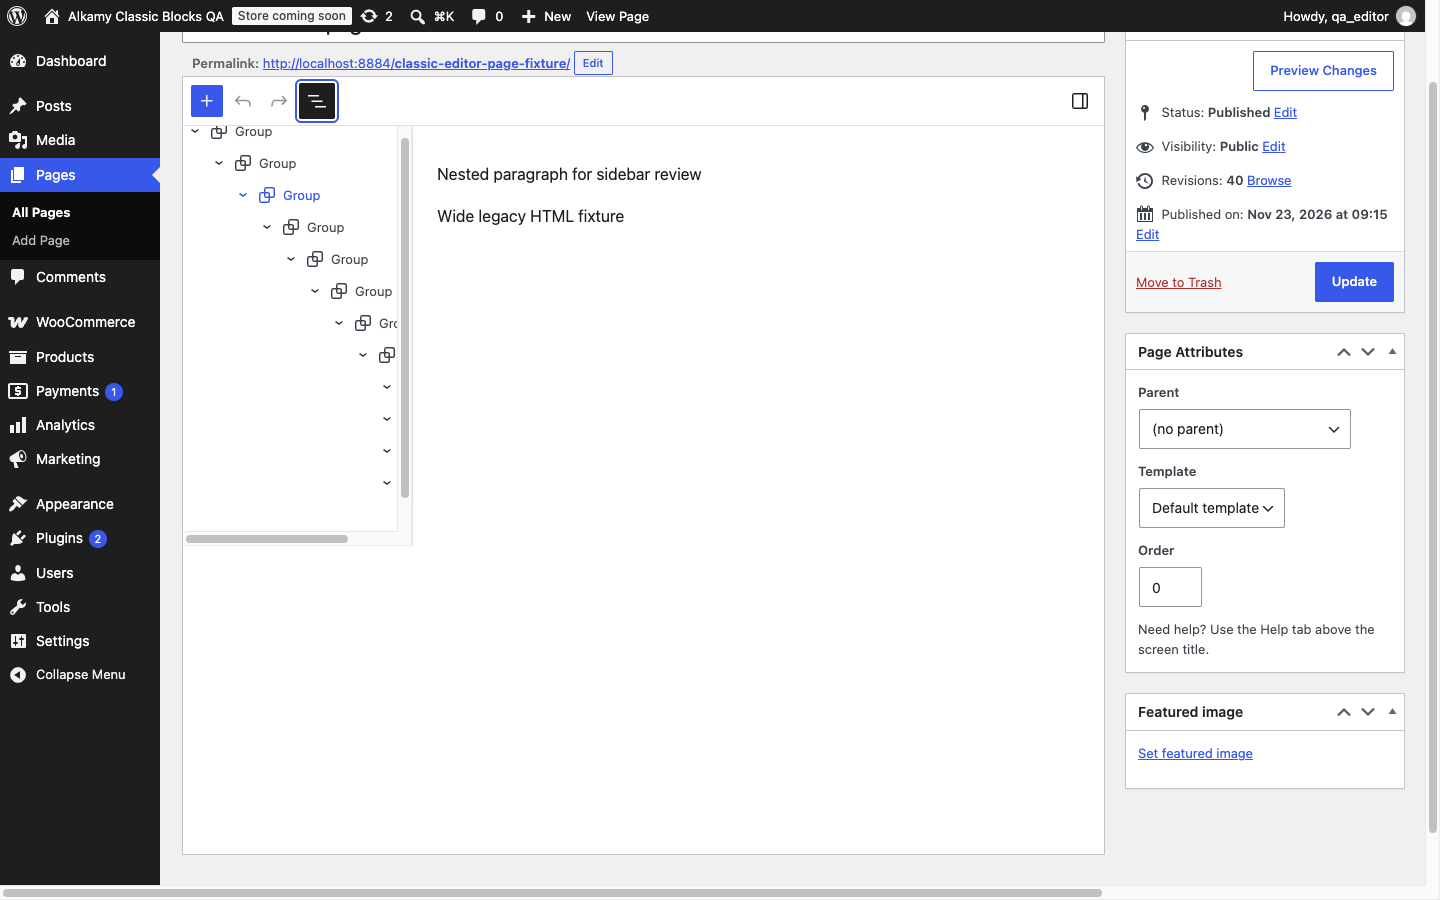 Alkamy Classic Blocks QA
Store coming soon
2
⌘K
0
New
View Page
Howdy, qa_editor
Dashboard
Posts
Media
Pages
All Pages
Add Page
Comments
WooCommerce
Products
Payments 1
Analytics
Marketing
Appearance
Plugins 2
Users
Tools
Settings
Collapse Menu
Permalink: http://localhost:8884/classic-editor-page-fixture/ Edit
Group
Group
Group
Group
Group
Group
Nested paragraph for sidebar review
Wide legacy HTML fixture
Preview Changes
Status: Published Edit
Visibility: Public Edit
Revisions: 40 Browse
Published on: Nov 23, 2026 at 09:15
Edit
Move to Trash
Update
Page Attributes
Parent
(no parent)
Template
Default template
Order
0
Need help? Use the Help tab above the
screen title.
Featured image
Set featured image